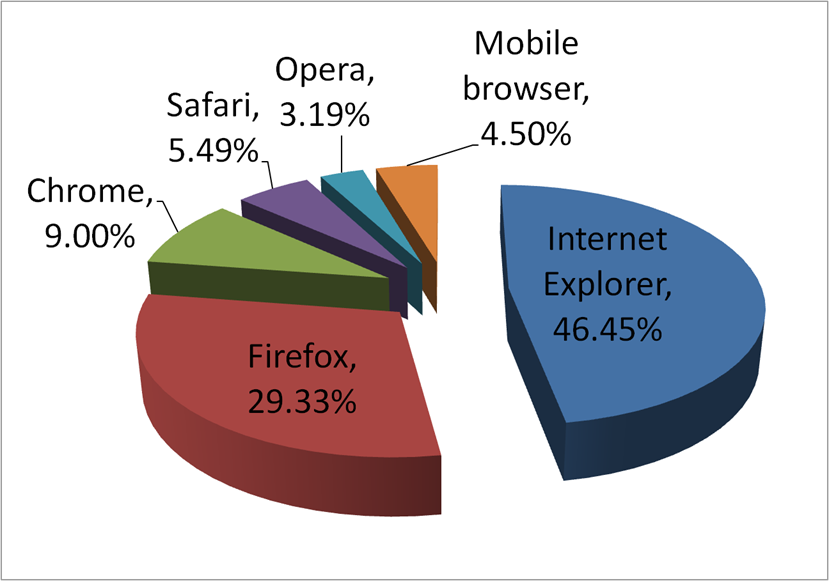 Mobile
browser,
4.50%
Opera,
3.19%
Safari,
5.49%
Chrome,
9.00%
Internet
Explorer,
46.45%
Firefox,
29.33%